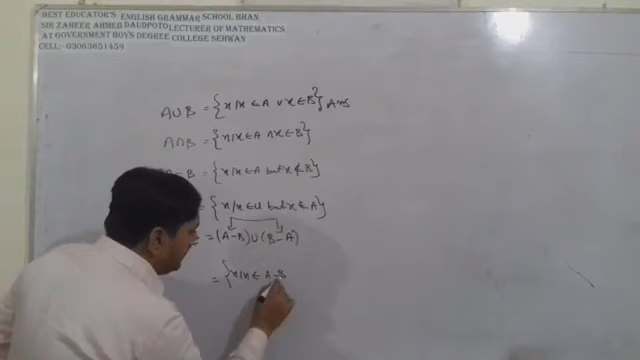 BEST EDUCATOR'S ENGLISH GRAMMAR SCHOOL BHAN
SIR ZAHEER AHMED DAUDPOTO LECTURER OF MATHEMATICS
AT GOVERNMENT BOYS DEGREE COLLEGE SEHWAN
CELL:- 03063651459
A∪B = {x/x ∈ A ∨ x ∈ B} Ans
A∩B = {x/x ∈ A ∧ x ∈ B}
-B = {x/x ∈ A but x ∉ B}
= {x/x ∈ U but x ∉ A}
= (A-B) ∪ (B-A)
= {x/x ∈ A-B